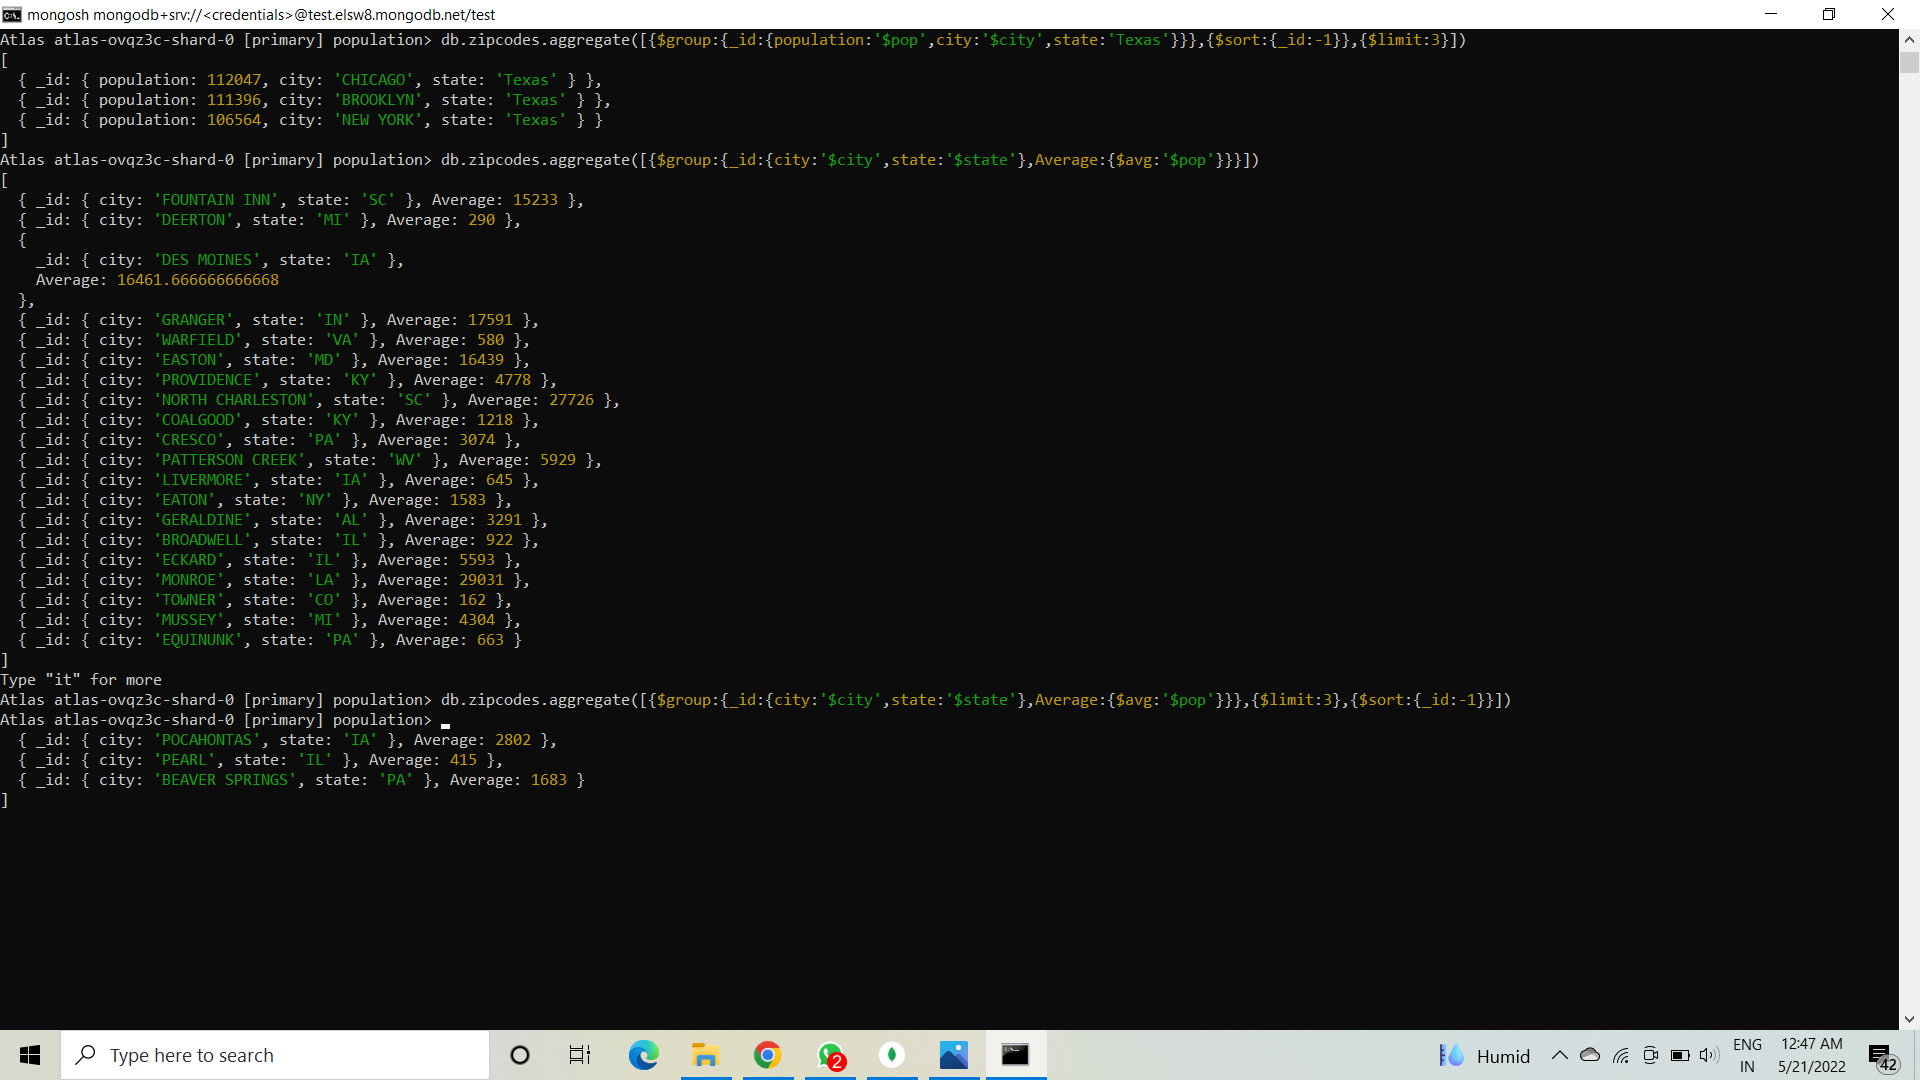 mongosh mongodb+srv://<credentials>@test.elsw8.mongodb.net/test
Atlas atlas-ovqz3c-shard-0 [primary] population> db.zipcodes.aggregate([{$group:{_id:{population:'$pop',city:'$city',state:'Texas'}}},{$sort:{_id:-1}},{$limit:3}])
[
  { _id: { population: 112047, city: 'CHICAGO', state: 'Texas' } },
  { _id: { population: 111396, city: 'BROOKLYN', state: 'Texas' } },
  { _id: { population: 106564, city: 'NEW YORK', state: 'Texas' } }
]
Atlas atlas-ovqz3c-shard-0 [primary] population> db.zipcodes.aggregate([{$group:{_id:{city:'$city',state:'$state'},Average:{$avg:'$pop'}}}])
[
  { _id: { city: 'FOUNTAIN INN', state: 'SC' }, Average: 15233 },
  { _id: { city: 'DEERTON', state: 'MI' }, Average: 290 },
  {
    _id: { city: 'DES MOINES', state: 'IA' },
    Average: 16461.666666666668
  },
  { _id: { city: 'GRANGER', state: 'IN' }, Average: 17591 },
  { _id: { city: 'WARFIELD', state: 'VA' }, Average: 580 },
  { _id: { city: 'EASTON', state: 'MD' }, Average: 16439 },
  { _id: { city: 'PROVIDENCE', state: 'KY' }, Average: 4778 },
  { _id: { city: 'NORTH CHARLESTON', state: 'SC' }, Average: 27726 },
  { _id: { city: 'COALGOOD', state: 'KY' }, Average: 1218 },
  { _id: { city: 'CRESCO', state: 'PA' }, Average: 3074 },
  { _id: { city: 'PATTERSON CREEK', state: 'WV' }, Average: 5929 },
  { _id: { city: 'LIVERMORE', state: 'IA' }, Average: 645 },
  { _id: { city: 'EATON', state: 'NY' }, Average: 1583 },
  { _id: { city: 'GERALDINE', state: 'AL' }, Average: 3291 },
  { _id: { city: 'BROADWELL', state: 'IL' }, Average: 922 },
  { _id: { city: 'ECKARD', state: 'IL' }, Average: 5593 },
  { _id: { city: 'MONROE', state: 'LA' }, Average: 29031 },
  { _id: { city: 'TOWNER', state: 'CO' }, Average: 162 },
  { _id: { city: 'MUSSEY', state: 'MI' }, Average: 4304 },
  { _id: { city: 'EQUINUNK', state: 'PA' }, Average: 663 }
]
Type "it" for more
Atlas atlas-ovqz3c-shard-0 [primary] population> db.zipcodes.aggregate([{$group:{_id:{city:'$city',state:'$state'},Average:{$avg:'$pop'}}},{$limit:3},{$sort:{_id:-1}}])
Atlas atlas-ovqz3c-shard-0 [primary] population>
  { _id: { city: 'POCAHONTAS', state: 'IA' }, Average: 2802 },
  { _id: { city: 'PEARL', state: 'IL' }, Average: 415 },
  { _id: { city: 'BEAVER SPRINGS', state: 'PA' }, Average: 1683 }
]
Type here to search
2
Humid
ENG
IN
12:47 AM
5/21/2022
42